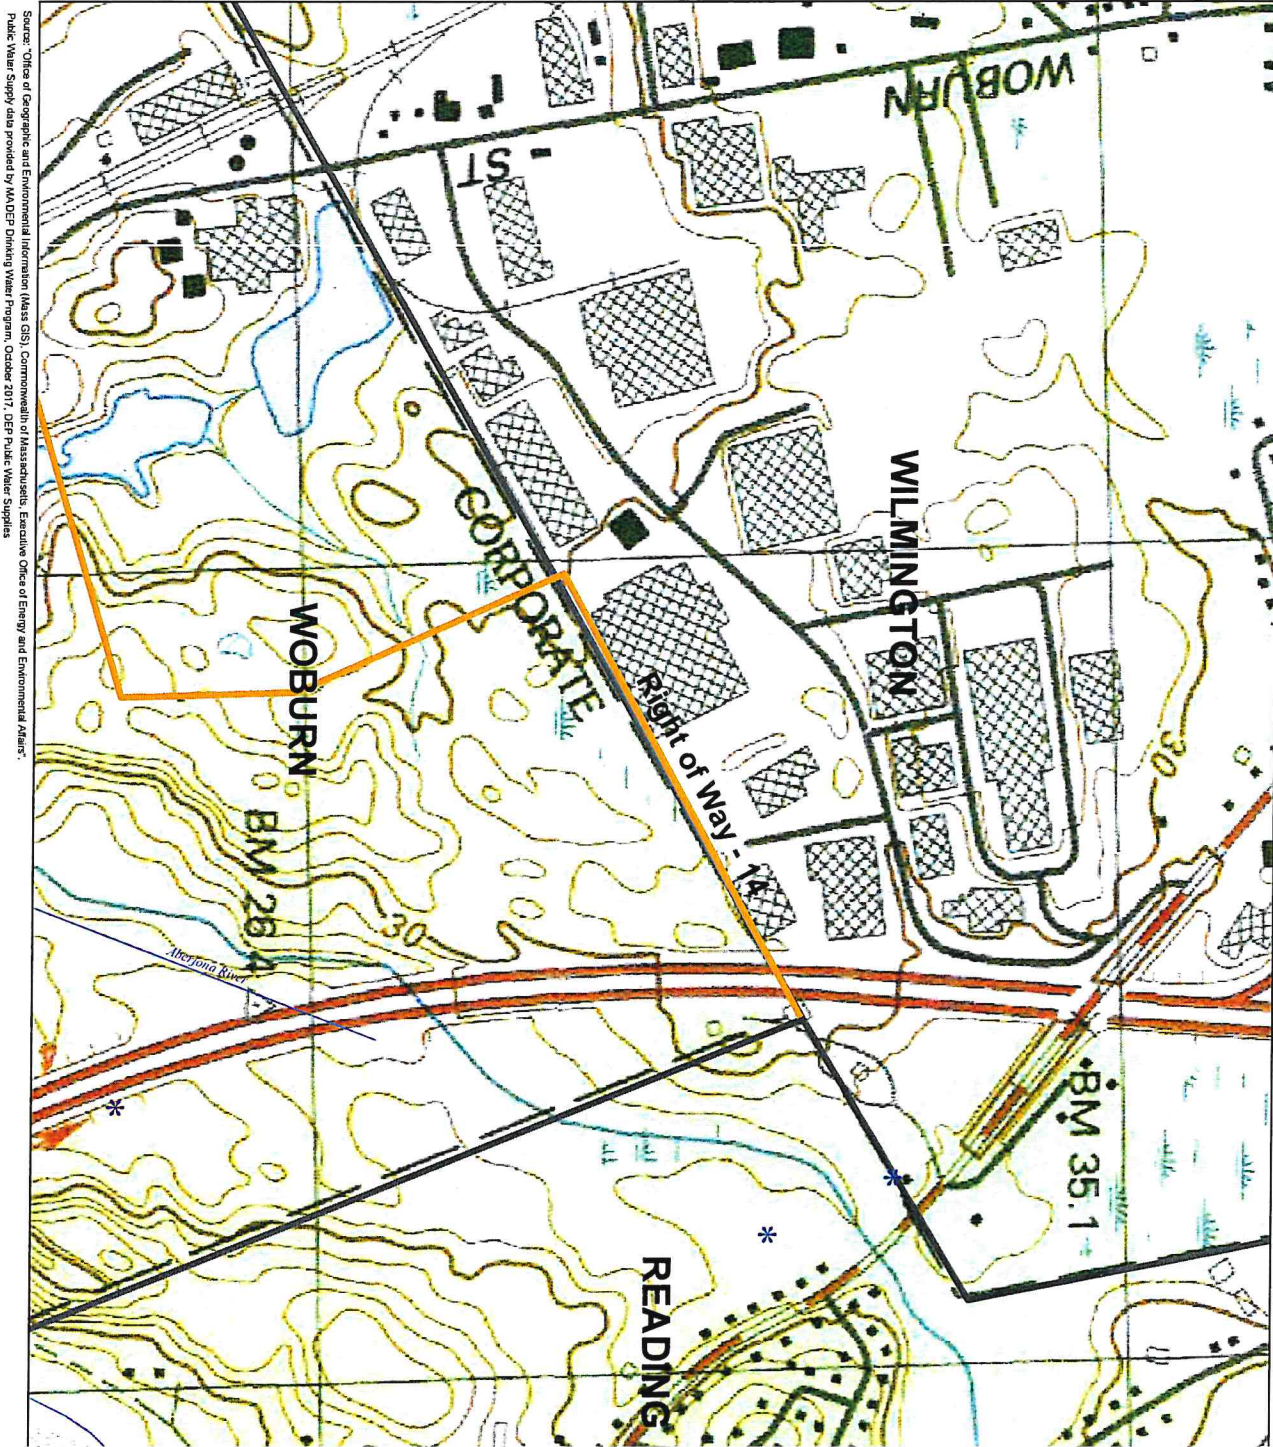 WOBURN
ST
WILMINGTON
CORPORATE
Right of Way - 14
WOBURN
30
BM 28.4
30
Aberjona River
BM 35.1
READING
Source: "Office of Geographic and Environmental Information (Mass GIS), Commonwealth of Massachusetts, Executive Office of Energy and Environmental Affairs".
Public Water Supply data provided by MADEP Drinking Water Program, October 2017, DEP Public Water Supplies